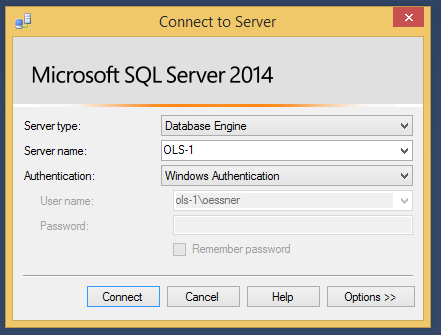 Connect to Server
Microsoft SQL Server 2014
Server type: Database Engine
Server name: OLS-1
Authentication: Windows Authentication
User name: ols-1\oessner
Password:
Remember password
Connect Cancel Help Options >>